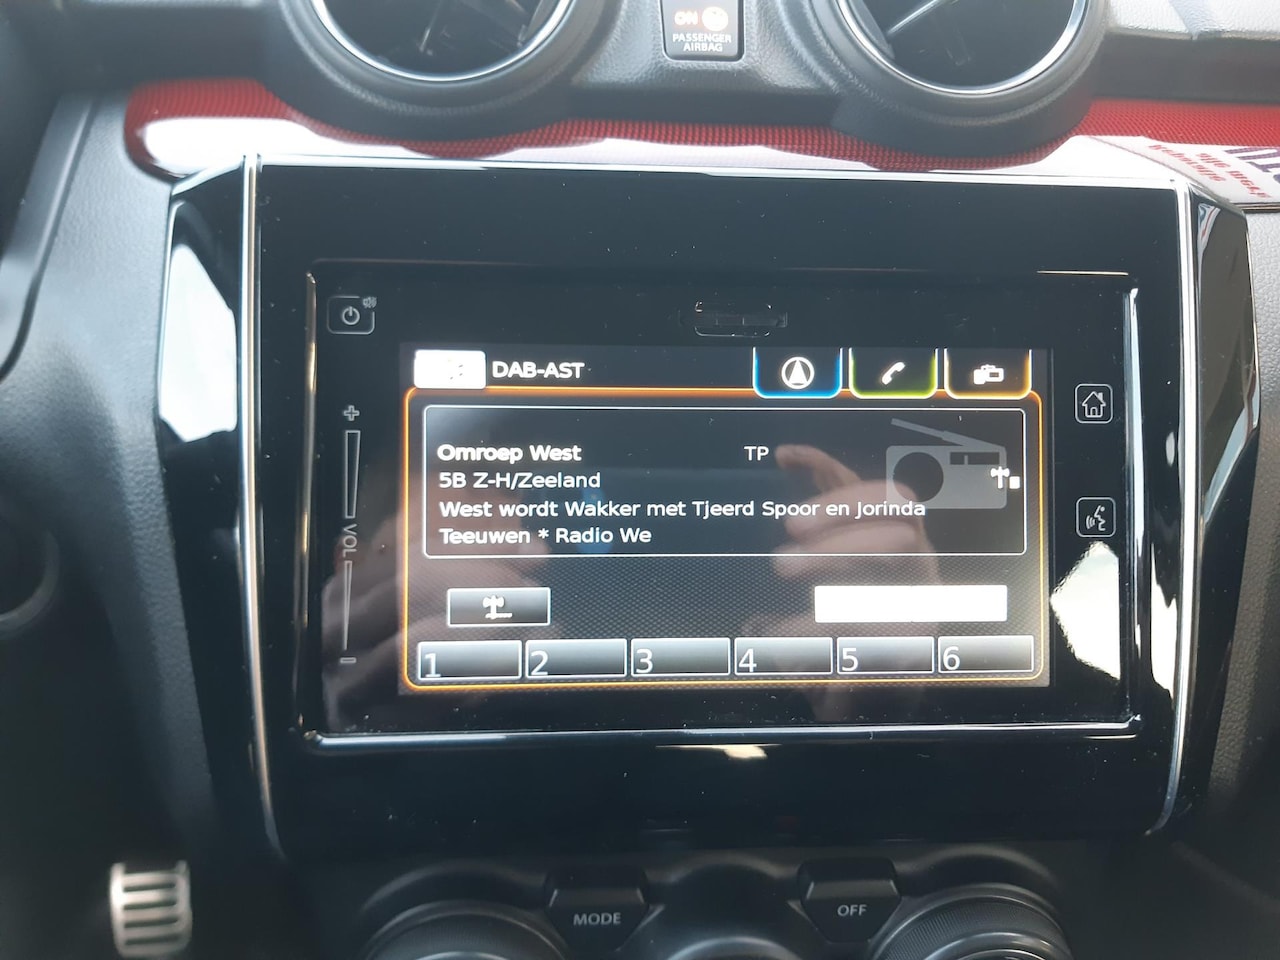 ON
PASSENGER
AIRBAG
DAB-AST
Omroep West
TP
5B Z-H/Zeeland
West wordt Wakker met Tjeerd Spoor en Jorinda
Teeuwen * Radio We
+
VOL
1
2
3
4
5
6
MODE
OFF